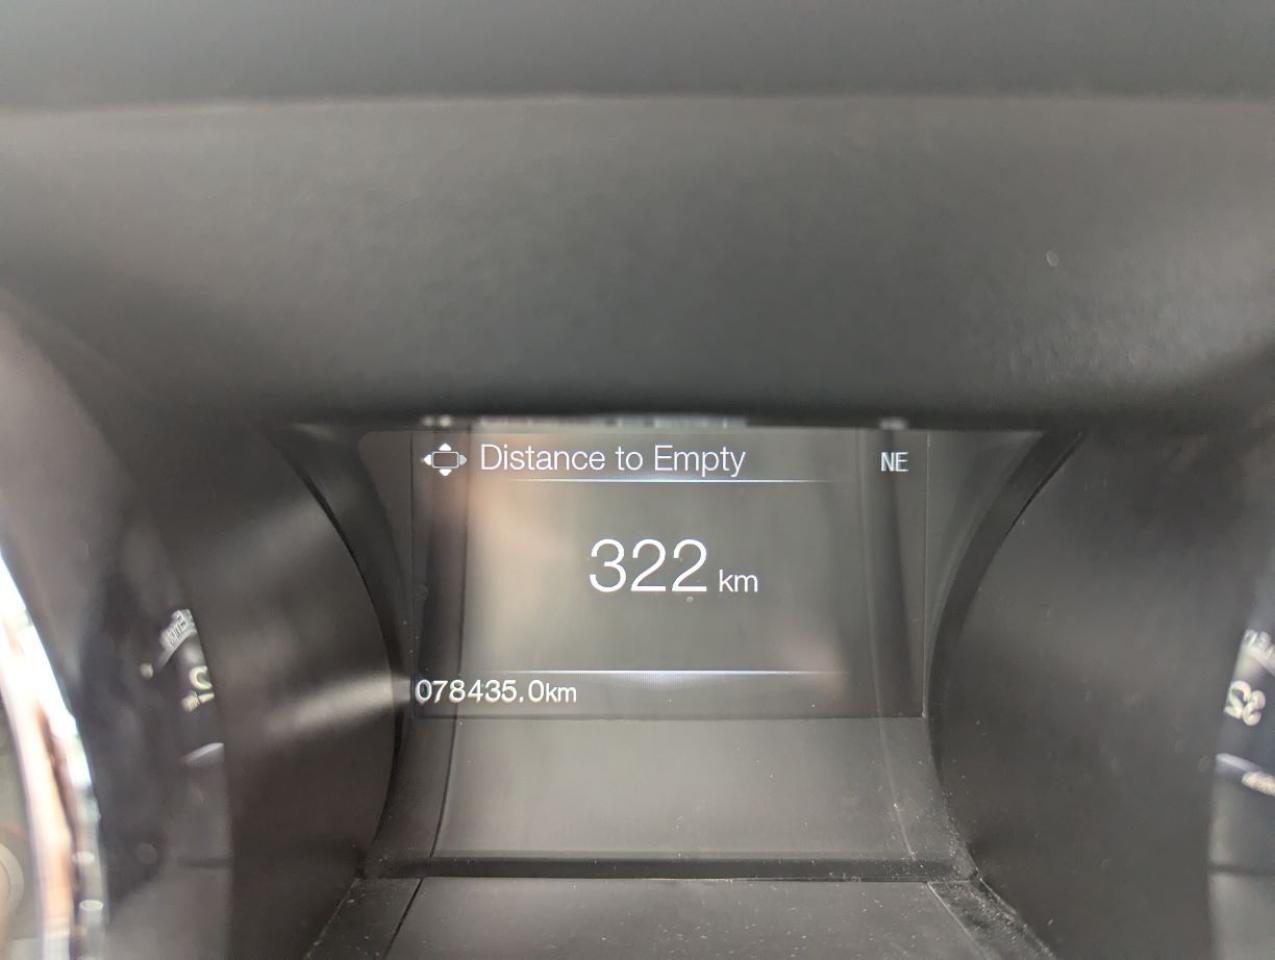 Distance to Empty NE
322 km
078435.0km